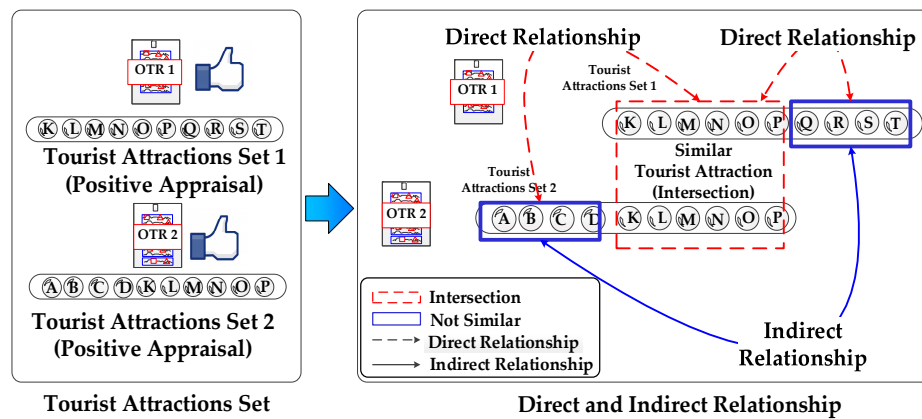 OTR 1
K L M N O P Q R S T
Tourist Attractions Set 1
(Positive Appraisal)
OTR 2
A B C D K L M N O P
Tourist Attractions Set 2
(Positive Appraisal)
Tourist Attractions Set
Direct Relationship
Direct Relationship
OTR 1
Tourist
Attractions Set 1
K L M N O P Q R S T
Similar
Tourist Attraction
(Intersection)
Tourist
Attractions Set 2
OTR 2
A B C D K L M N O P
Intersection
Not Similar
Direct Relationship
Indirect Relationship
Indirect
Relationship
Direct and Indirect Relationship